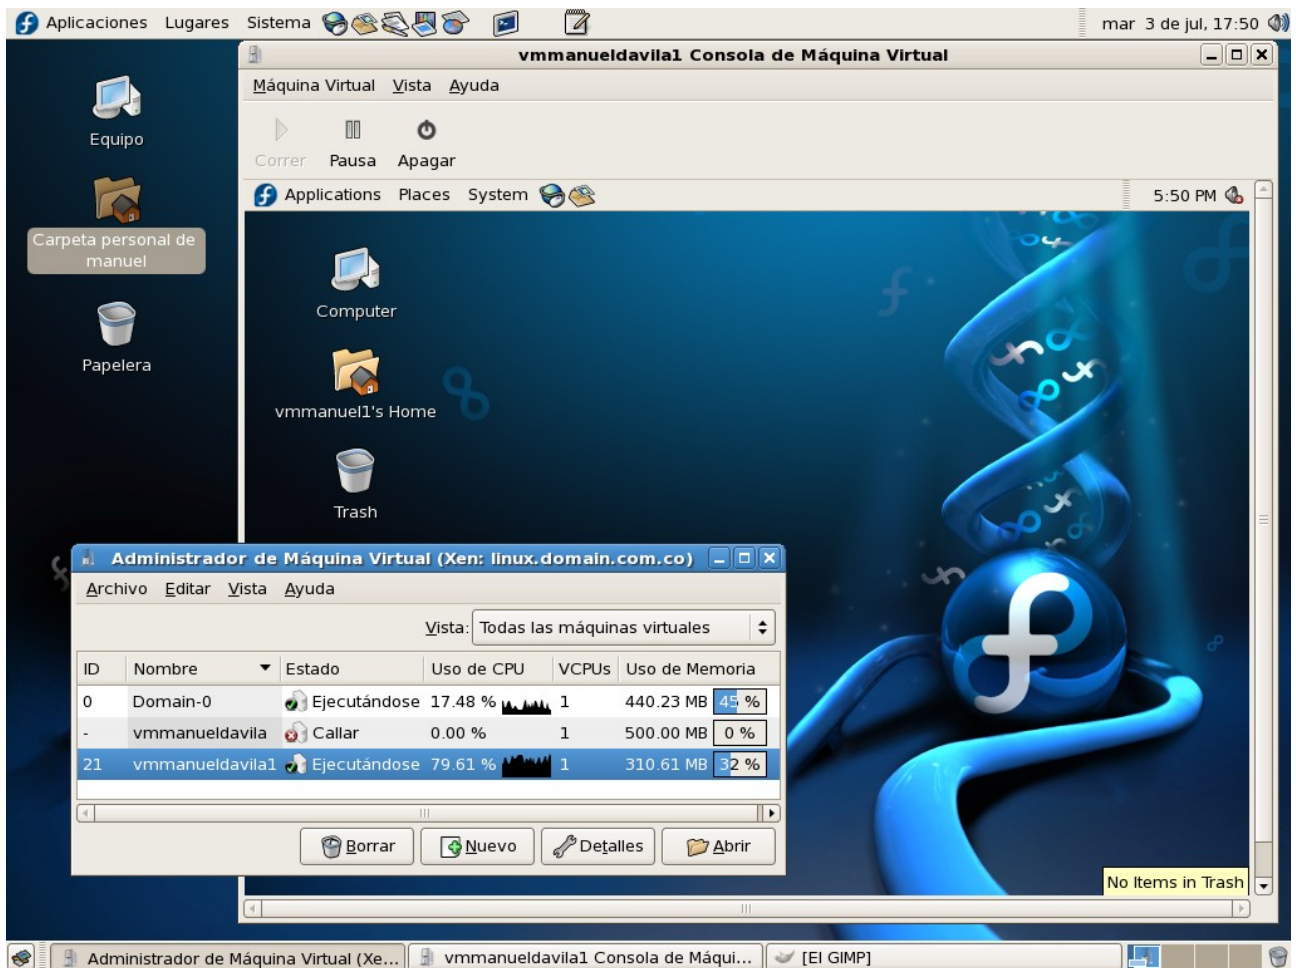 Aplicaciones Lugares Sistema
mar 3 de jul, 17:50
vmmanueldavila1 Consola de Máquina Virtual
Máquina Virtual Vista Ayuda
Correr Pausa Apagar
Applications Places System
5:50 PM
Equipo
Carpeta personal de
manuel
Papelera
Computer
vmmanuel1's Home
Trash
Administrador de Máquina Virtual (Xen: linux.domain.com.co)
Archivo Editar Vista Ayuda
Vista: Todas las máquinas virtuales
ID Nombre Estado Uso de CPU VCPUs Uso de Memoria
0 Domain-0 Ejecutándose 17.48 % 1 440.23 MB 45 %
- vmmanueldavila Callar 0.00 % 1 500.00 MB 0 %
21 vmmanueldavila1 Ejecutándose 79.61 % 1 310.61 MB 32 %
Borrar Nuevo Detalles Abrir
No Items in Trash
Administrador de Máquina Virtual (Xe... vmmanueldavila1 Consola de Máqui... [El GIMP]